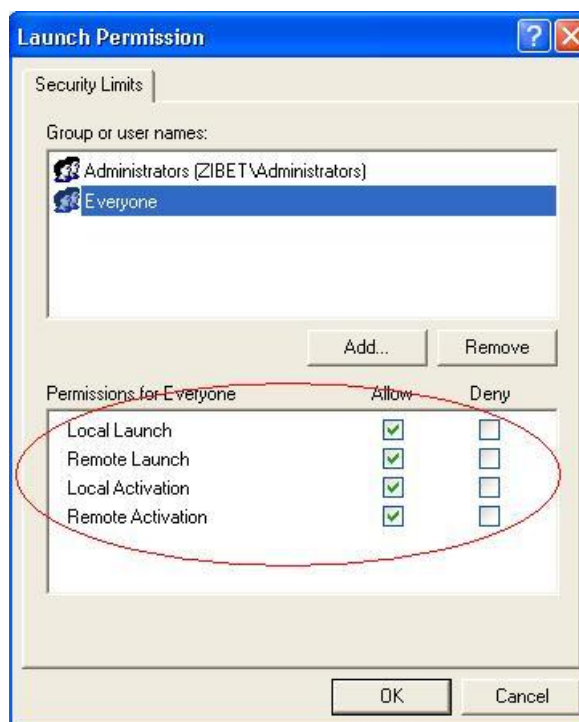 Launch Permission
Security Limits
Group or user names:
Administrators (ZIBET\Administrators)
Everyone
Add... Remove
Permissions for Everyone Allow Deny
Local Launch
Remote Launch
Local Activation
Remote Activation
OK Cancel